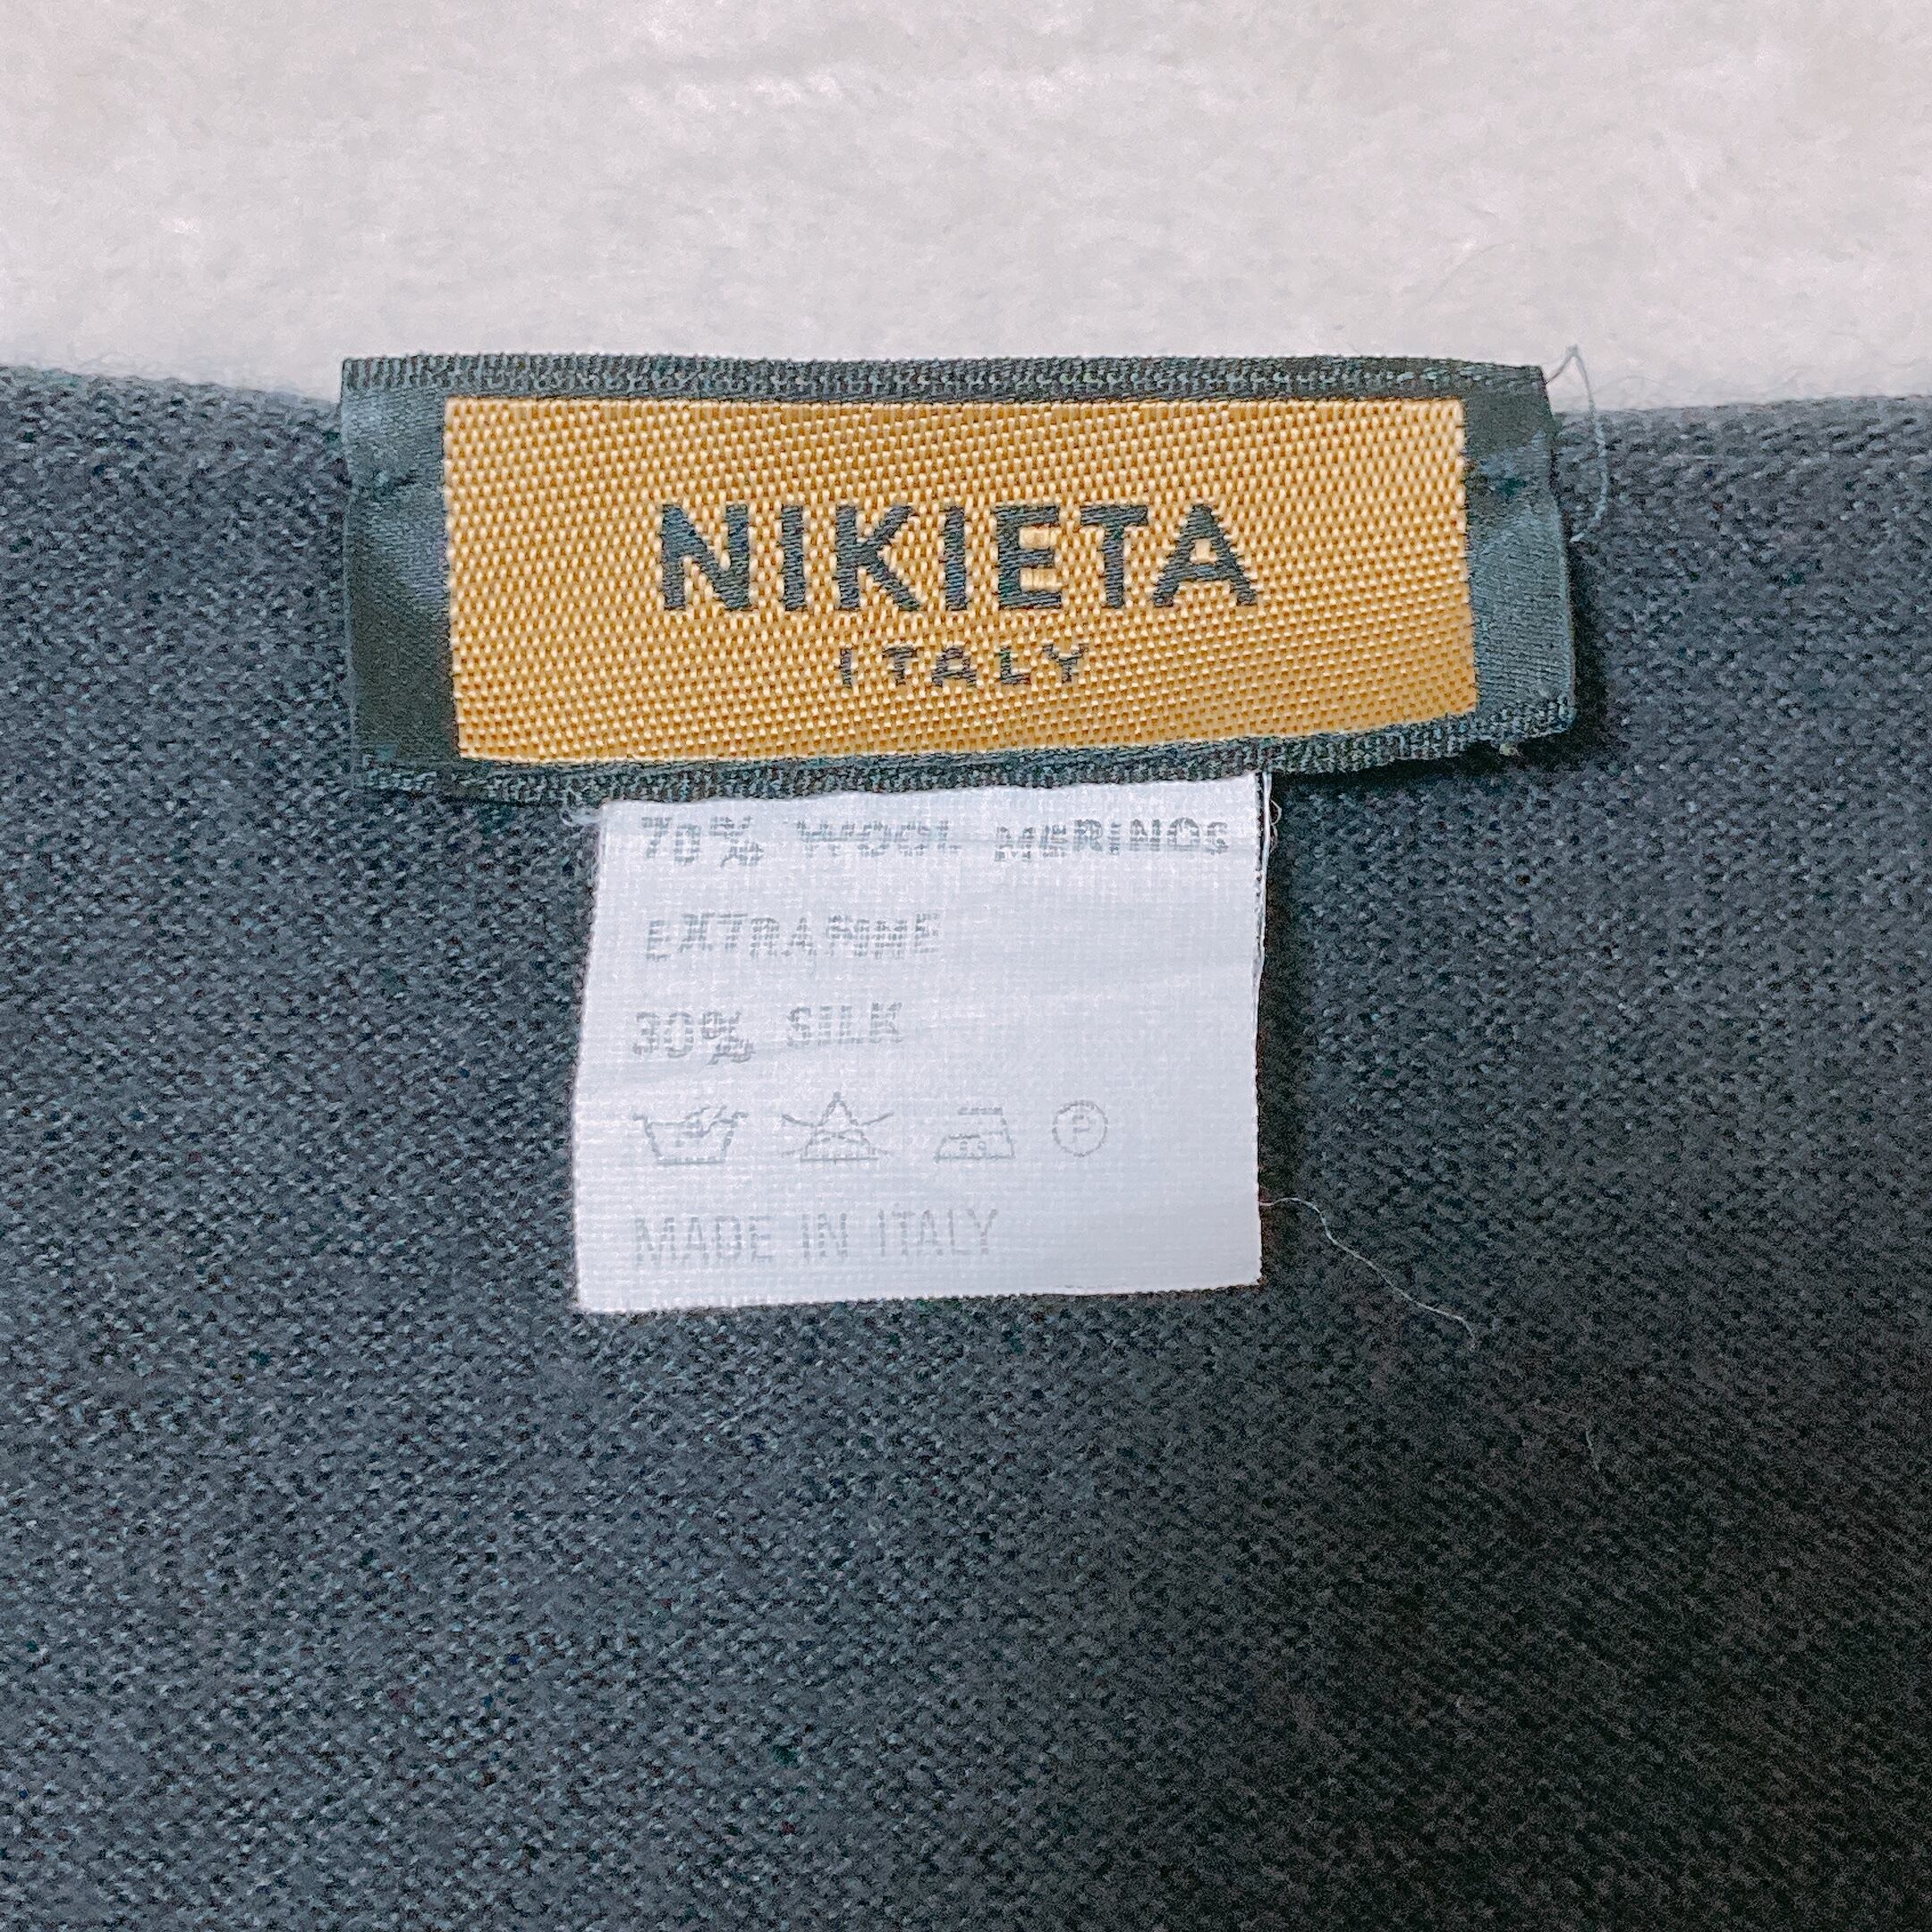 NIKIETA
ITALY
70% WOOL MERINOS
EXTRAFINE
30% SILK
P
MADE IN ITALY